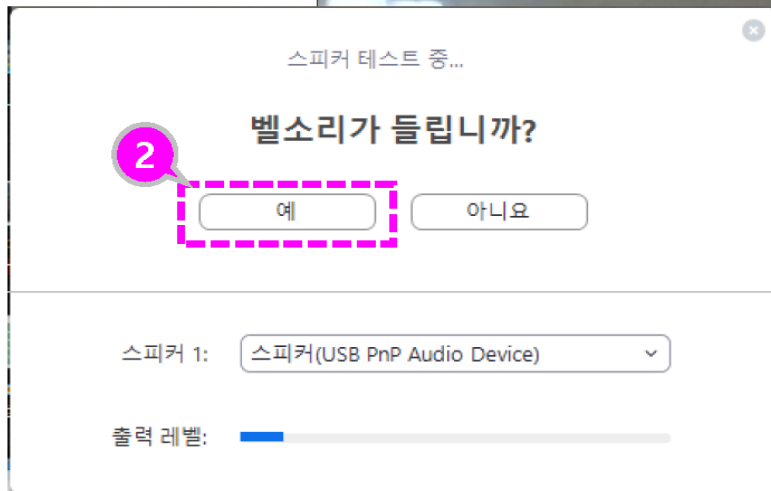 스피커 테스트 중...
벨소리가 들립니까?
2
예 아니요
스피커 1: 스피커(USB PnP Audio Device)
출력 레벨: